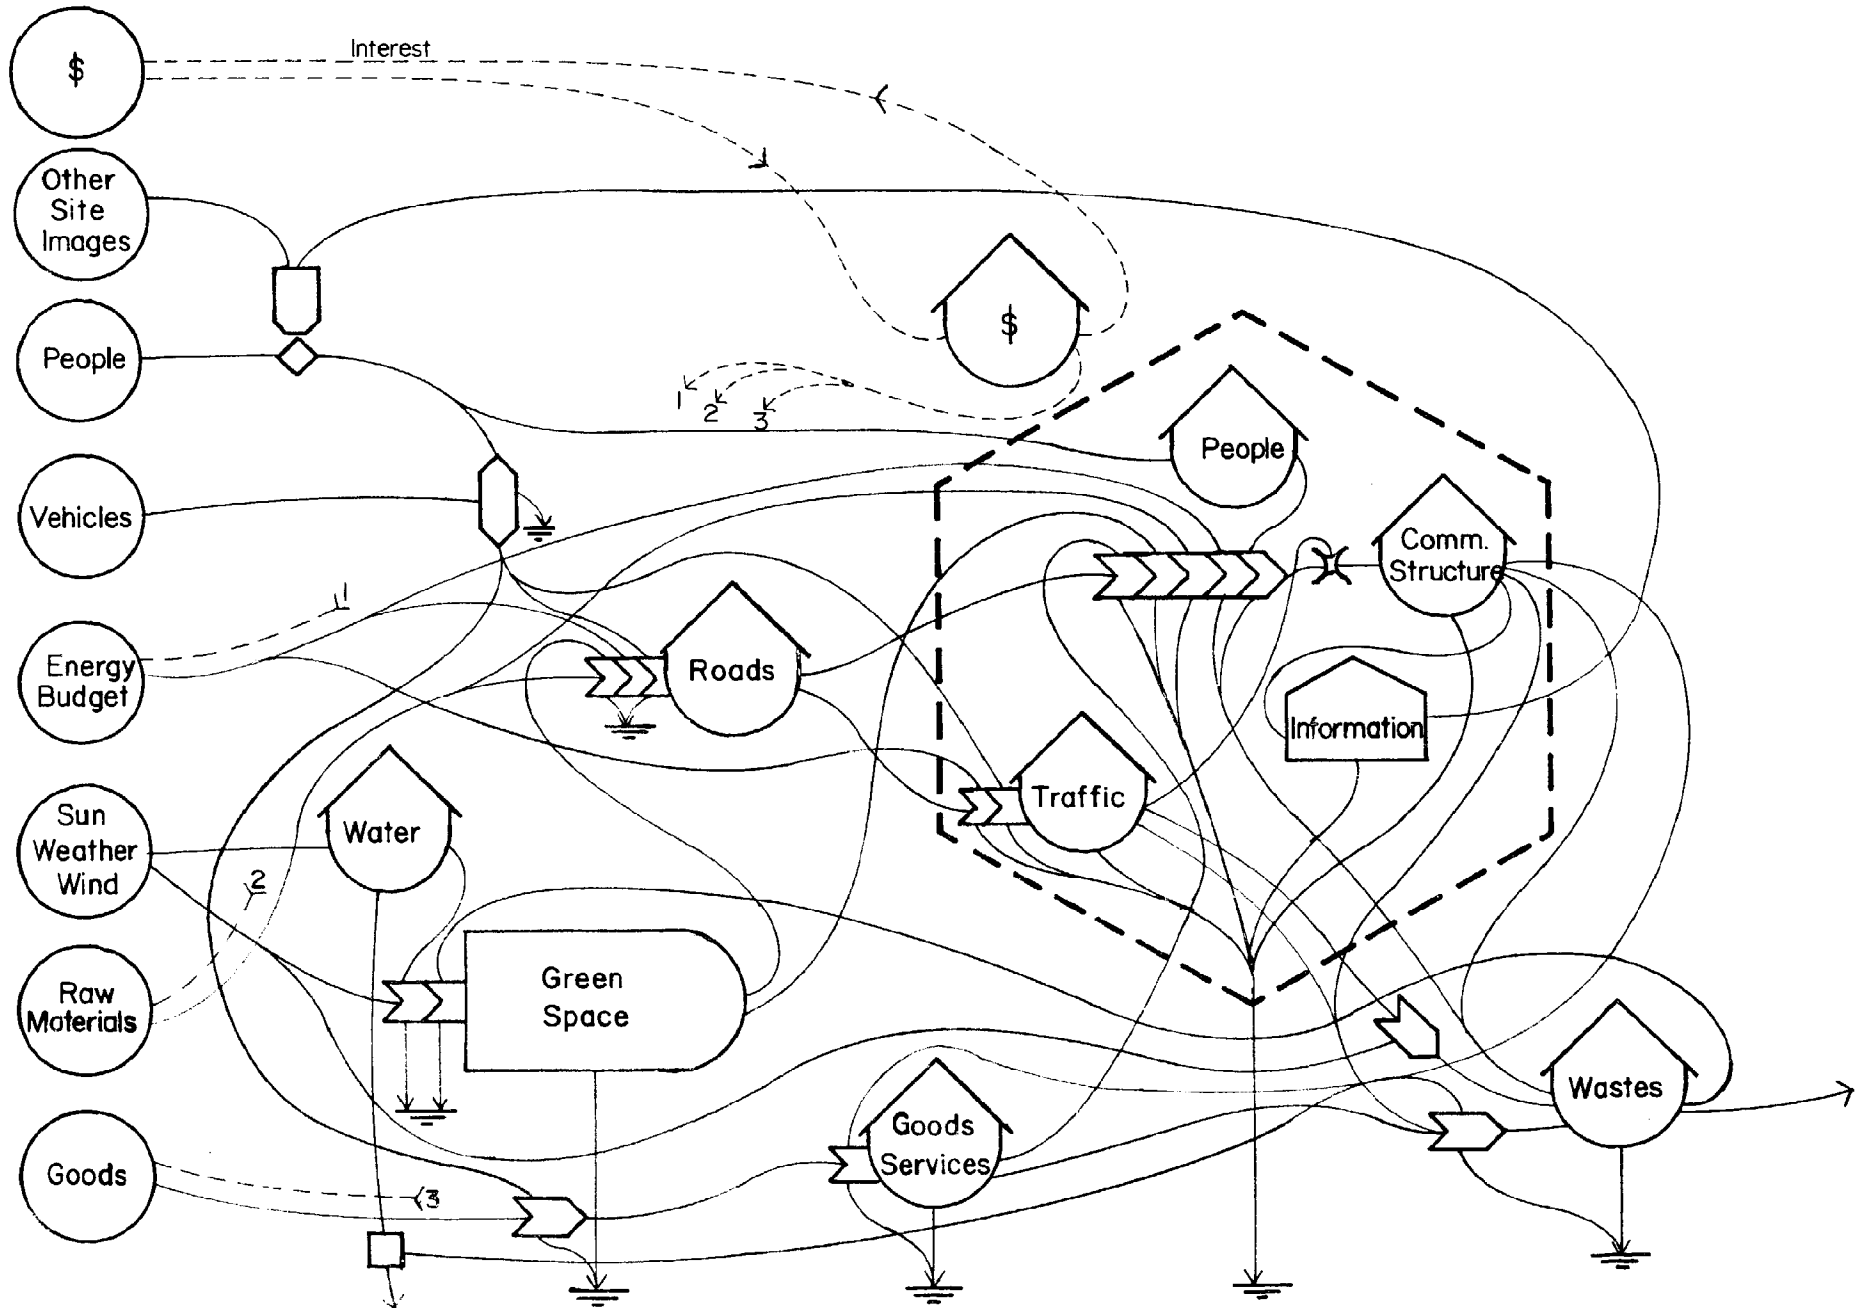 $
Interest
Other
Site
Images
People
$
1
2
3
People
Vehicles
Comm.
Structure
1
Energy
Budget
Roads
Information
Traffic
Sun
Weather
Wind
Water
2
Raw
Materials
Green
Space
Wastes
Goods
Services
Goods
3